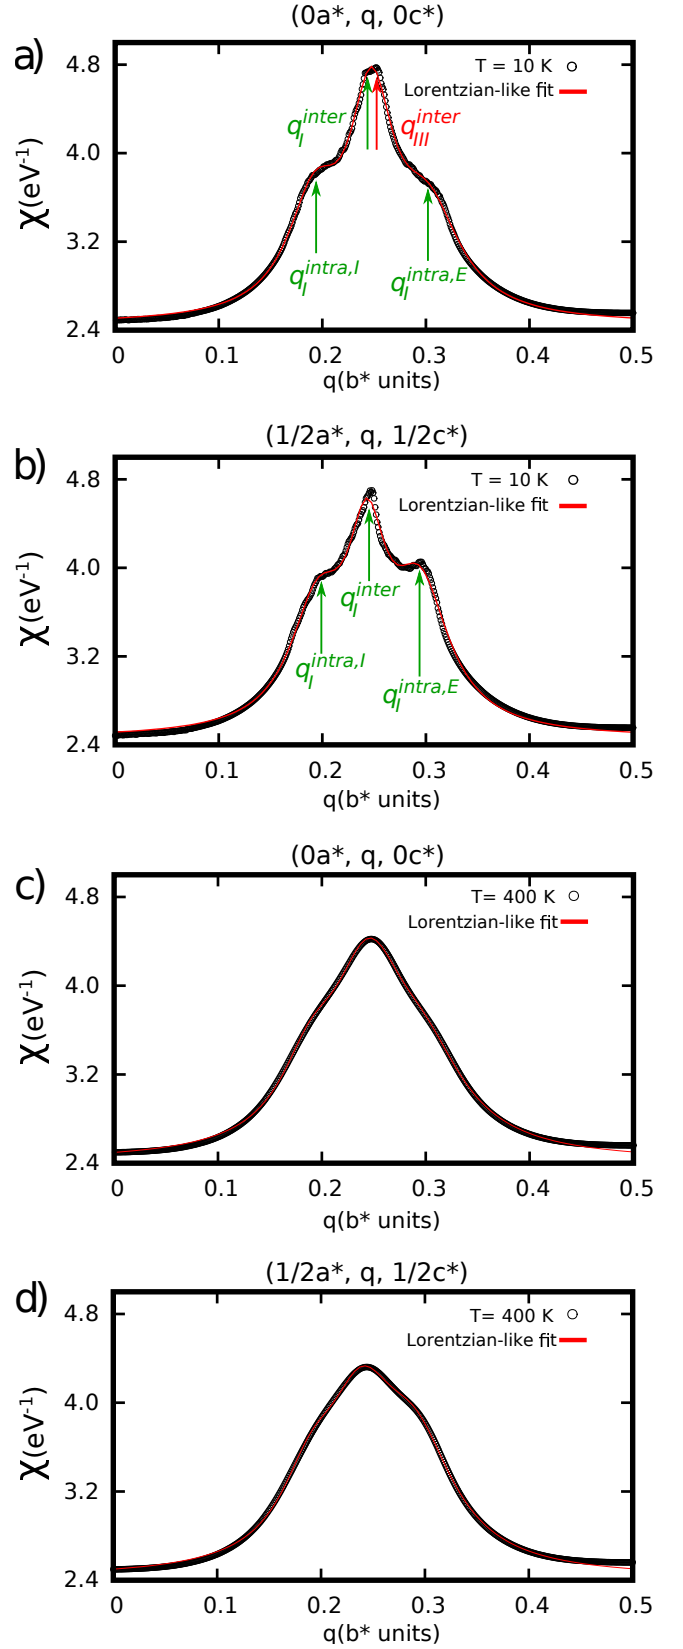 (0a*, q, 0c*)
a)
4.8
4.0
3.2
2.4
χ(eV⁻¹)
T = 10 K
Lorentzian-like fit
q_I^inter
q_III^inter
q_I^intra,I
q_I^intra,E
0 0.1 0.2 0.3 0.4 0.5
q(b* units)
(1/2a*, q, 1/2c*)
b)
4.8
4.0
3.2
2.4
χ(eV⁻¹)
T = 10 K
Lorentzian-like fit
q_I^inter
q_I^intra,I
q_I^intra,E
0 0.1 0.2 0.3 0.4 0.5
q(b* units)
(0a*, q, 0c*)
c)
4.8
4.0
3.2
2.4
χ(eV⁻¹)
T= 400 K
Lorentzian-like fit
0 0.1 0.2 0.3 0.4 0.5
q(b* units)
(1/2a*, q, 1/2c*)
d)
4.8
4.0
3.2
2.4
χ(eV⁻¹)
T= 400 K
Lorentzian-like fit
0 0.1 0.2 0.3 0.4 0.5
q(b* units)